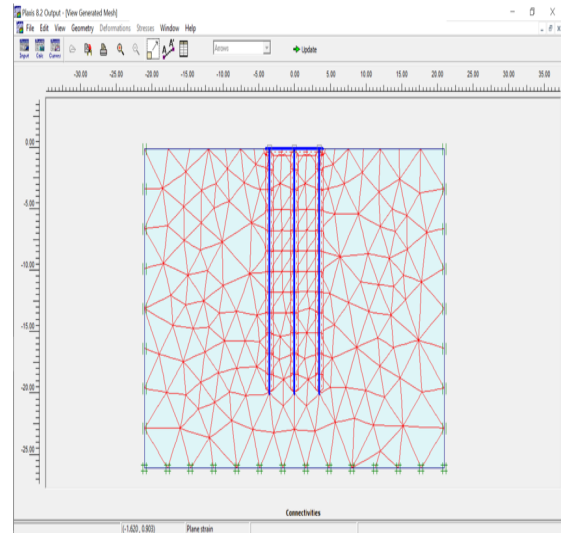 Plaxis 8.2 Output - [View Generated Mesh]
File Edit View Geometry Deformations Stresses Window Help
Input Calc Curves Arrows Update
-30.00 -25.00 -20.00 -15.00 -10.00 -5.00 0.00 5.00 10.00 15.00 20.00 25.00 30.00 35.00
0.00
-5.00
-10.00
-15.00
-20.00
-25.00
Connectivities
(-1.620 , 0.903) Plane strain